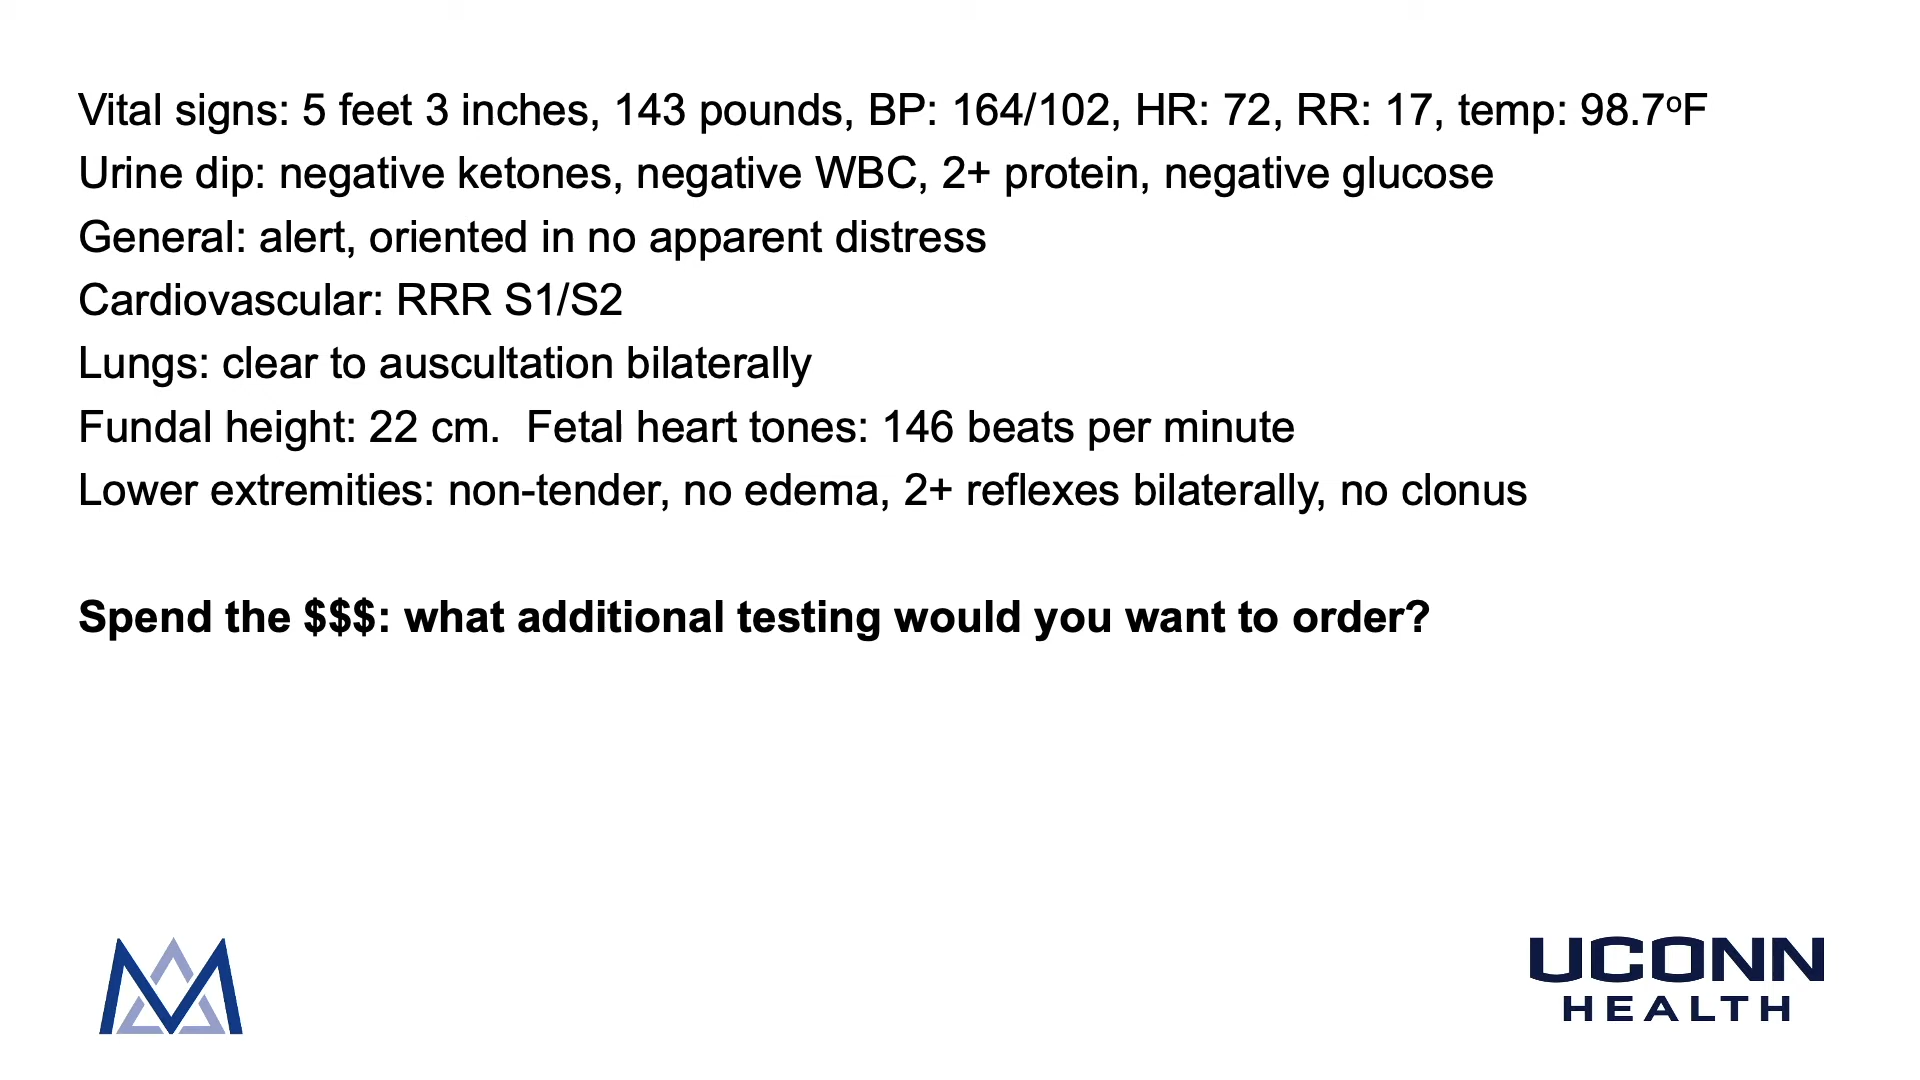 Vital signs: 5 feet 3 inches, 143 pounds, BP: 164/102, HR: 72, RR: 17, temp: 98.7ºF
Urine dip: negative ketones, negative WBC, 2+ protein, negative glucose
General: alert, oriented in no apparent distress
Cardiovascular: RRR S1/S2
Lungs: clear to auscultation bilaterally
Fundal height: 22 cm.  Fetal heart tones: 146 beats per minute
Lower extremities: non-tender, no edema, 2+ reflexes bilaterally, no clonus
Spend the $$$: what additional testing would you want to order?
UCONN
HEALTH